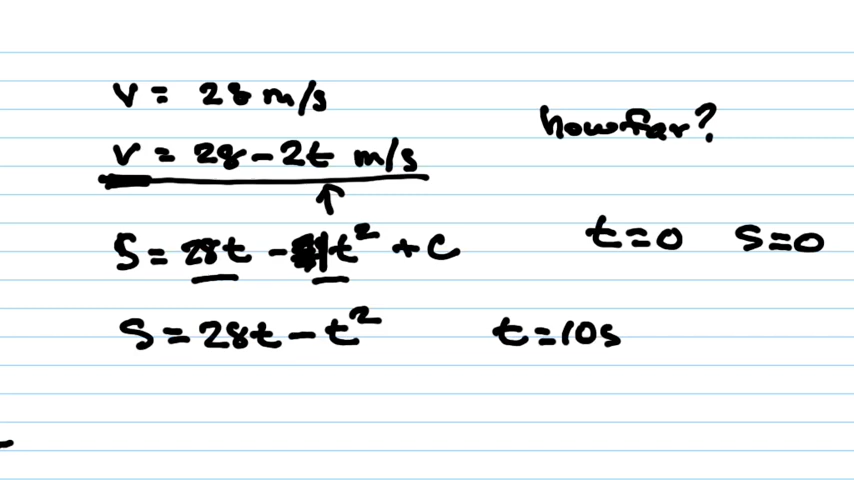 v = 28 m/s
how far?
v = 28 - 2t m/s
S = 28t - t² + C
t = 0 S = 0
S = 28t - t² t = 10s